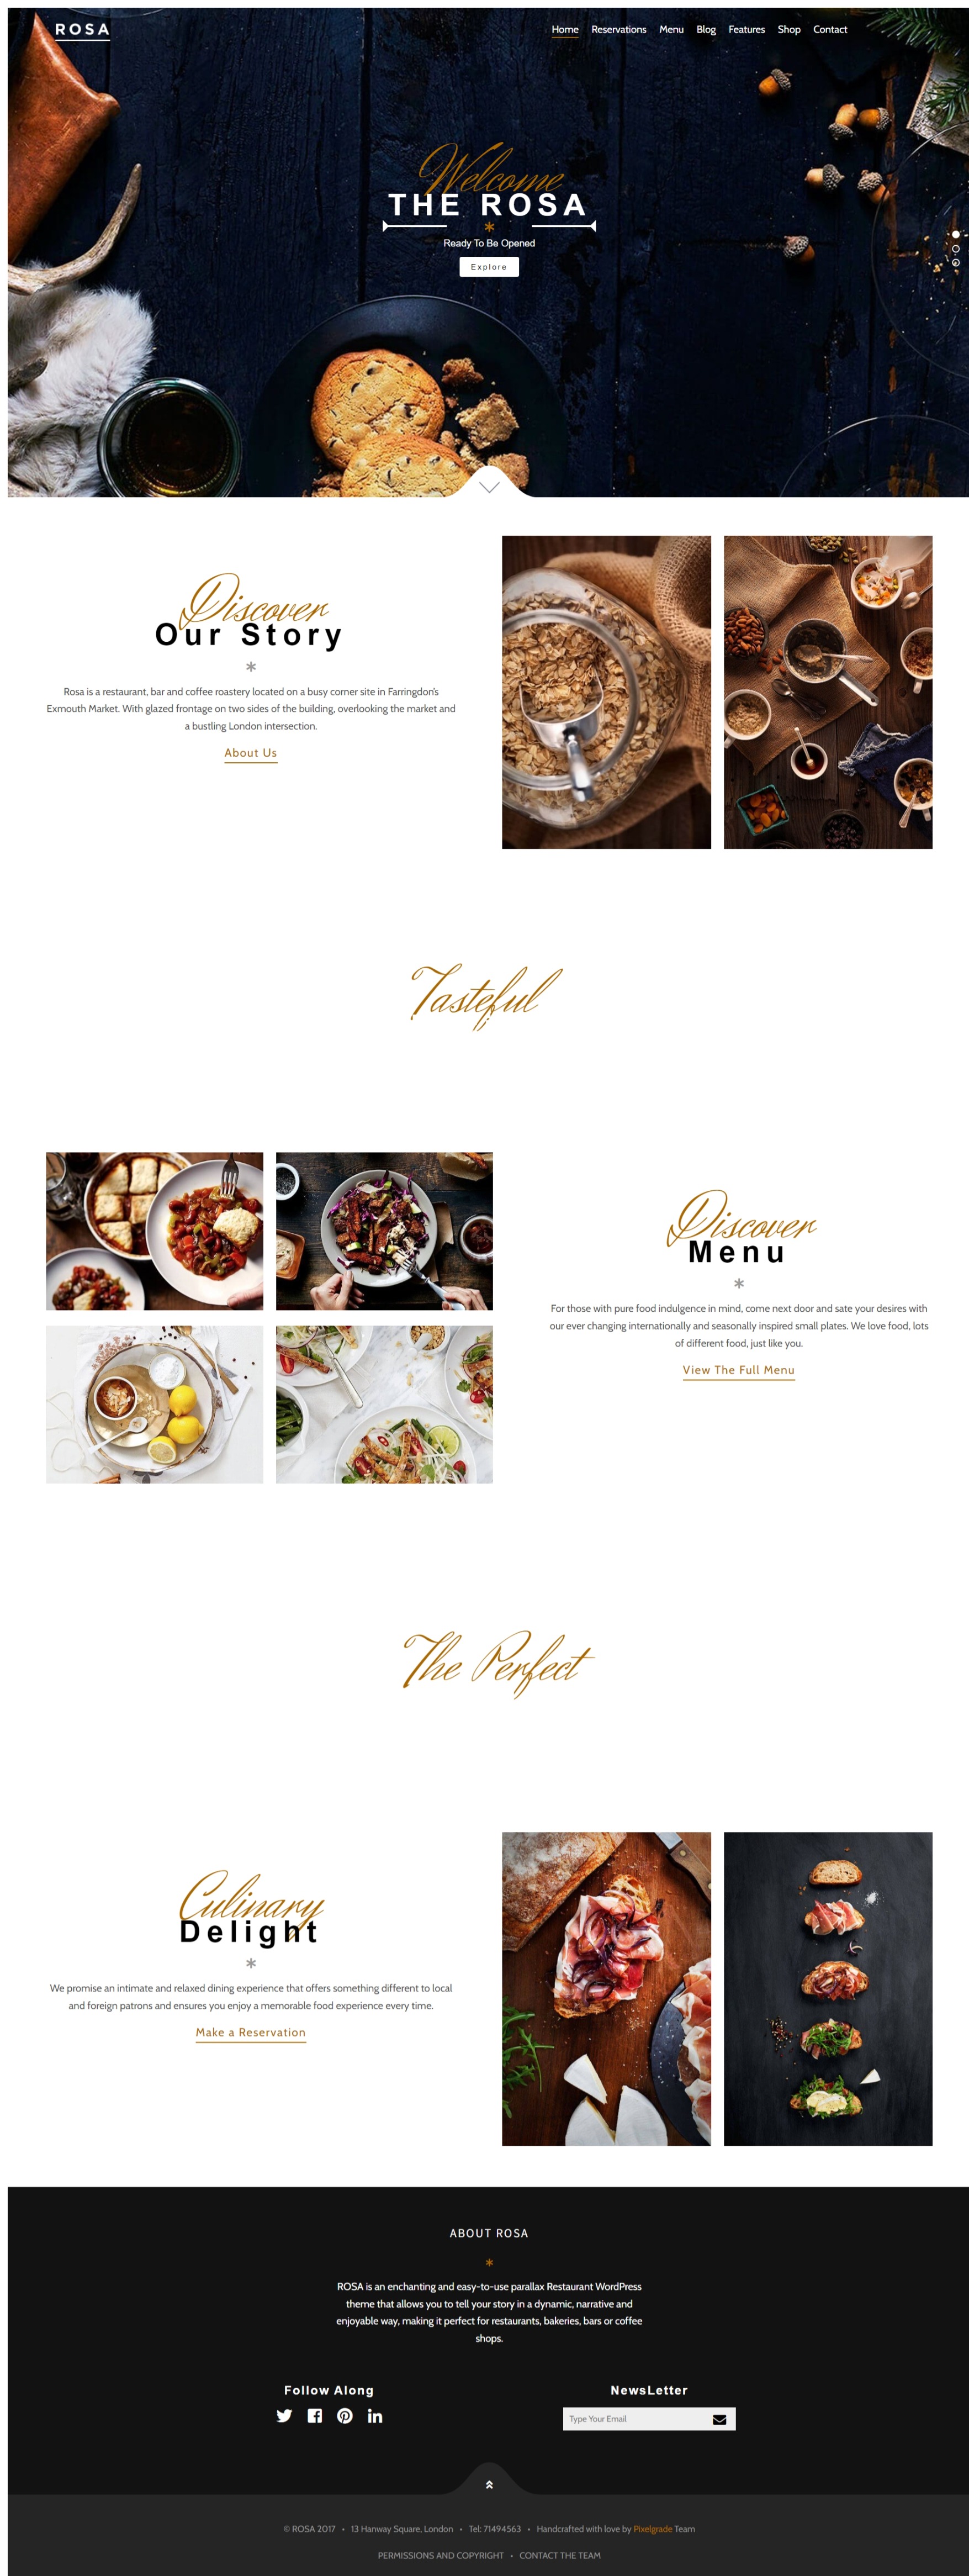 ROSA
Home Reservations Menu Blog Features Shop Contact
Welcome
THE ROSA
Ready To Be Opened
Explore
Discover
Our Story
Rosa is a restaurant, bar and coffee roastery located on a busy corner site in Farringdon's
Exmouth Market. With glazed frontage on two sides of the building, overlooking the market and
a bustling London intersection.
About Us
Tasteful
Discover
Menu
For those with pure food indulgence in mind, come next door and sate your desires with
our ever changing internationally and seasonally inspired small plates. We love food, lots
of different food, just like you.
View The Full Menu
The Perfect
Culinary
Delight
We promise an intimate and relaxed dining experience that offers something different to local
and foreign patrons and ensures you enjoy a memorable food experience every time.
Make a Reservation
ABOUT ROSA
ROSA is an enchanting and easy-to-use parallax Restaurant WordPress
theme that allows you to tell your story in a dynamic, narrative and
enjoyable way, making it perfect for restaurants, bakeries, bars or coffee
shops.
Follow Along
NewsLetter
Type Your Email
© ROSA 2017 • 13 Hanway Square, London • Tel: 71494563 • Handcrafted with love by Pixelgrade Team
PERMISSIONS AND COPYRIGHT • CONTACT THE TEAM